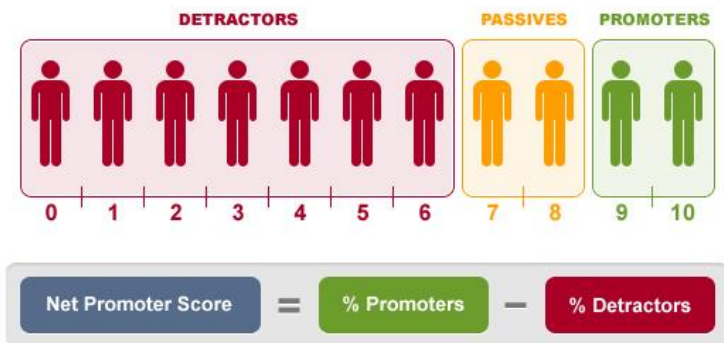 DETRACTORS PASSIVES PROMOTERS
0 1 2 3 4 5 6 7 8 9 10
Net Promoter Score = % Promoters − % Detractors